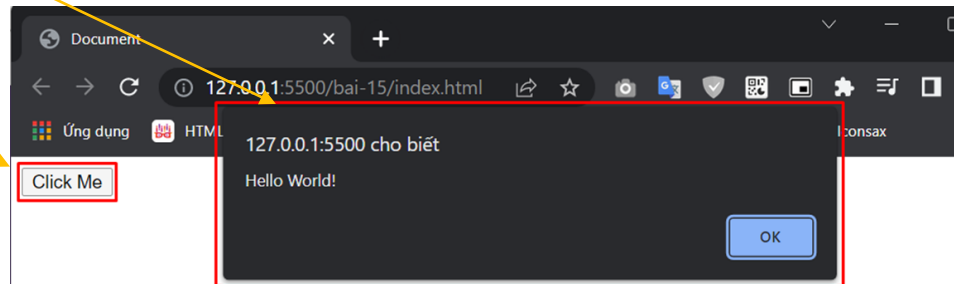 Document
127.0.0.1:5500/bai-15/index.html
Ứng dụng HTML Iconsax
127.0.0.1:5500 cho biết
Hello World!
Click Me
OK